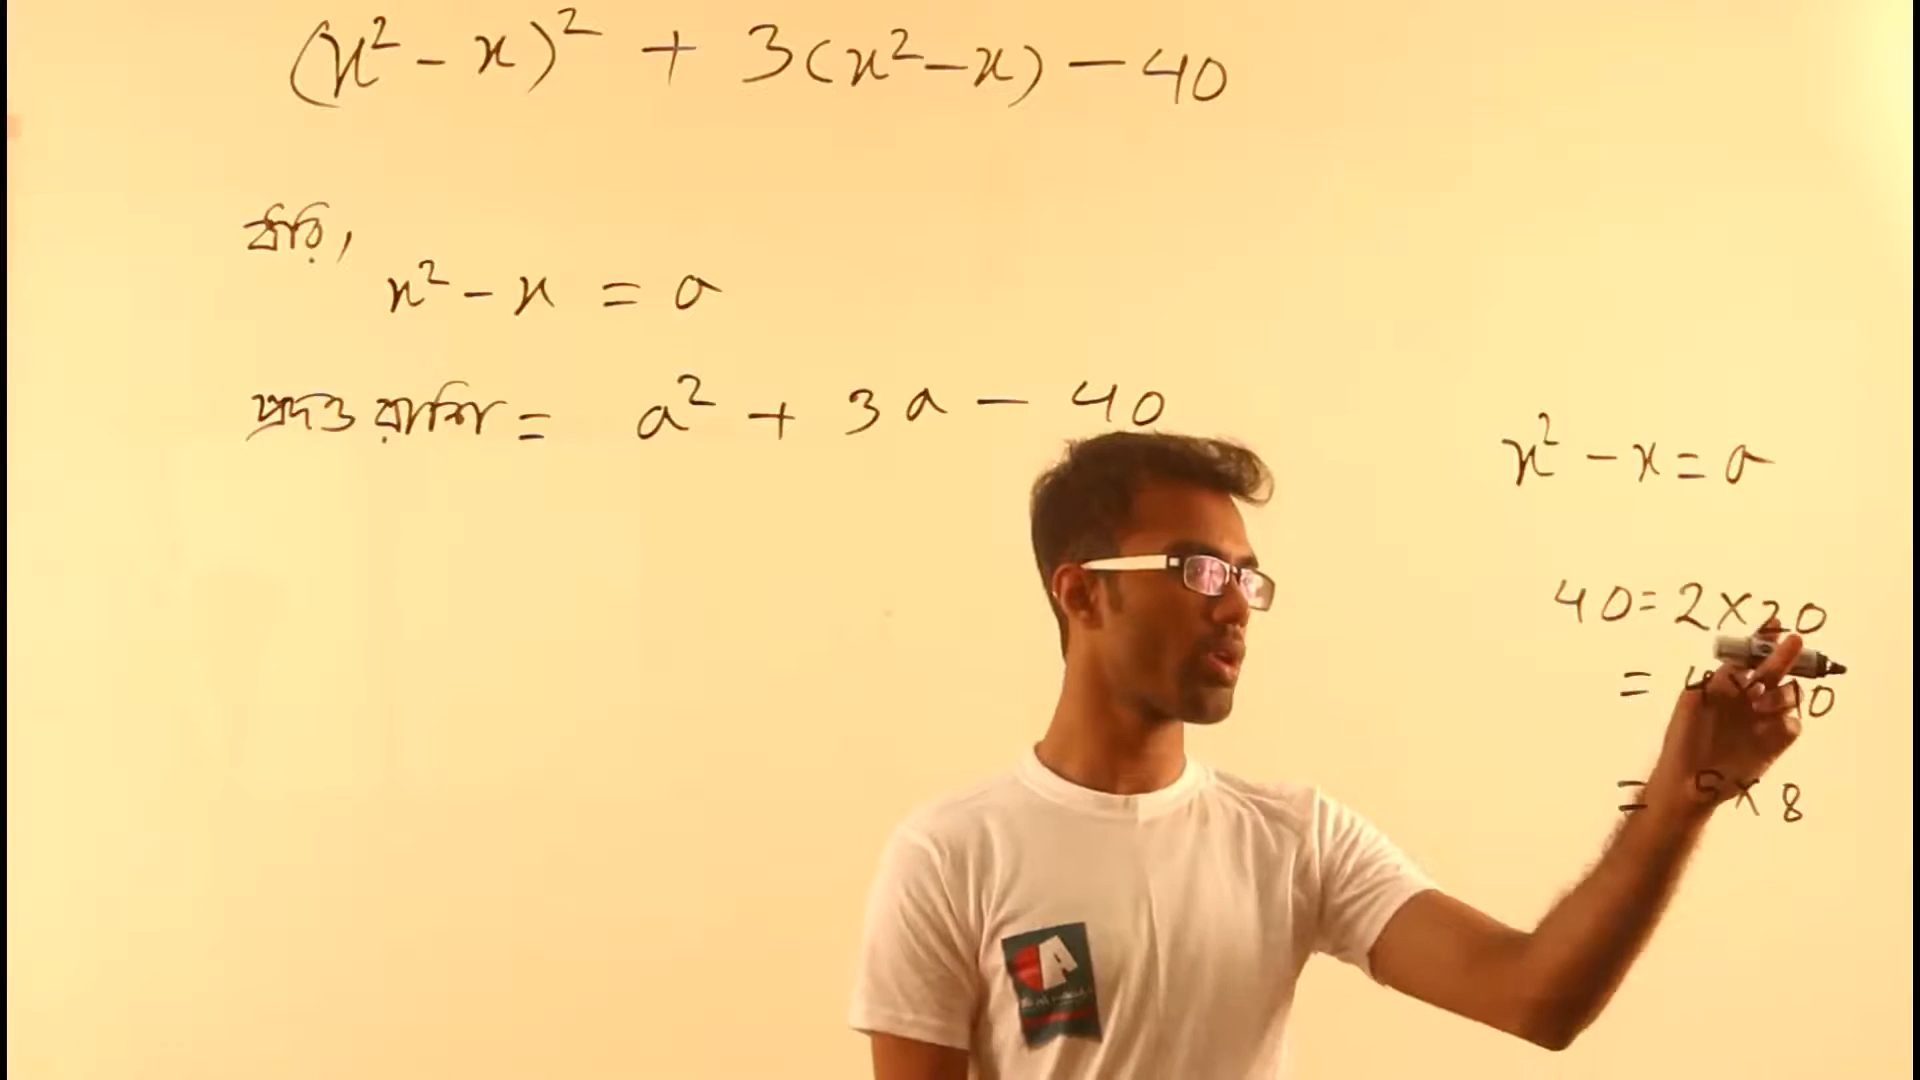 (x² - x)² + 3(x² - x) - 40
ধরি,
x² - x = a
প্রদত্ত রাশি = a² + 3a - 40
x² - x = a
40 = 2 × 20
= 4 × 10
= 5 × 8
A